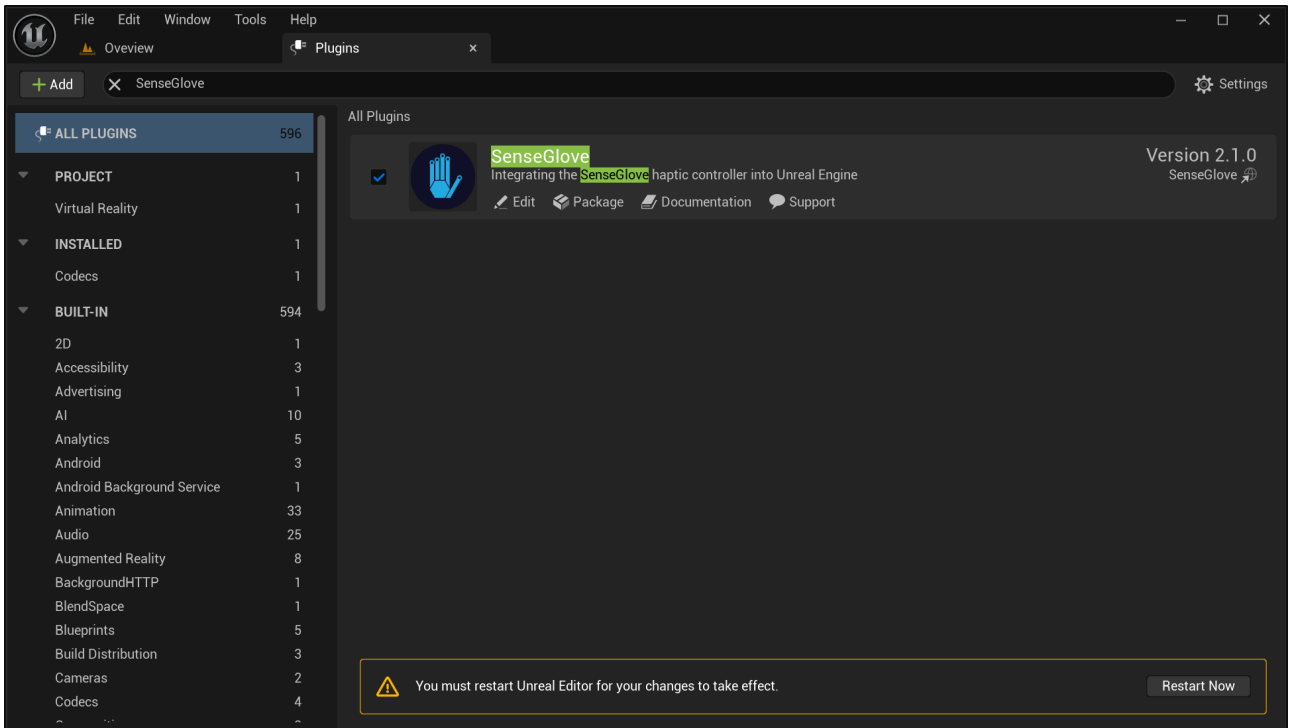 File Edit Window Tools Help
Oveview
Plugins
+ Add
SenseGlove
Settings
ALL PLUGINS 596
PROJECT 1
Virtual Reality 1
INSTALLED 1
Codecs 1
BUILT-IN 594
2D 1
Accessibility 3
Advertising 1
AI 10
Analytics 5
Android 3
Android Background Service 1
Animation 33
Audio 25
Augmented Reality 8
BackgroundHTTP 1
BlendSpace 1
Blueprints 5
Build Distribution 3
Cameras 2
Codecs 4
All Plugins
SenseGlove
Integrating the SenseGlove haptic controller into Unreal Engine
Edit Package Documentation Support
Version 2.1.0
SenseGlove
You must restart Unreal Editor for your changes to take effect.
Restart Now